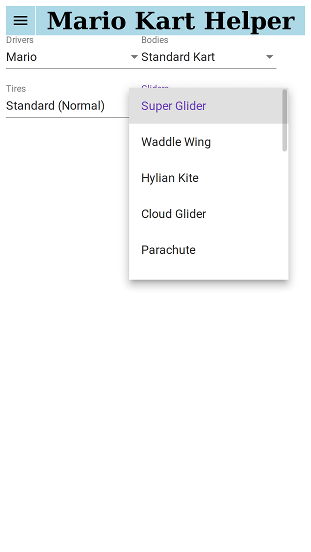 Mario Kart Helper
Drivers
Bodies
Mario
Standard Kart
Tires
Gliders
Standard (Normal)
Super Glider
Waddle Wing
Hylian Kite
Cloud Glider
Parachute